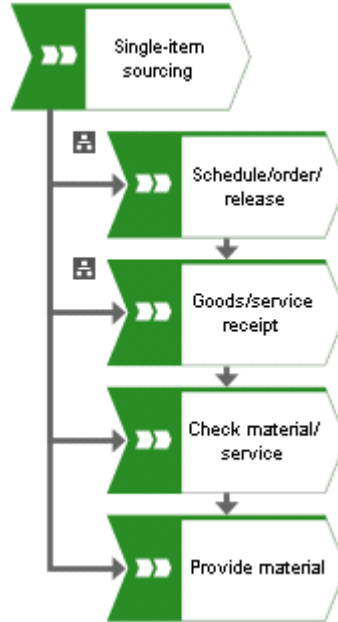 Single-item
sourcing
Schedule/order/
release
Goods/service
receipt
Check material/
service
Provide material